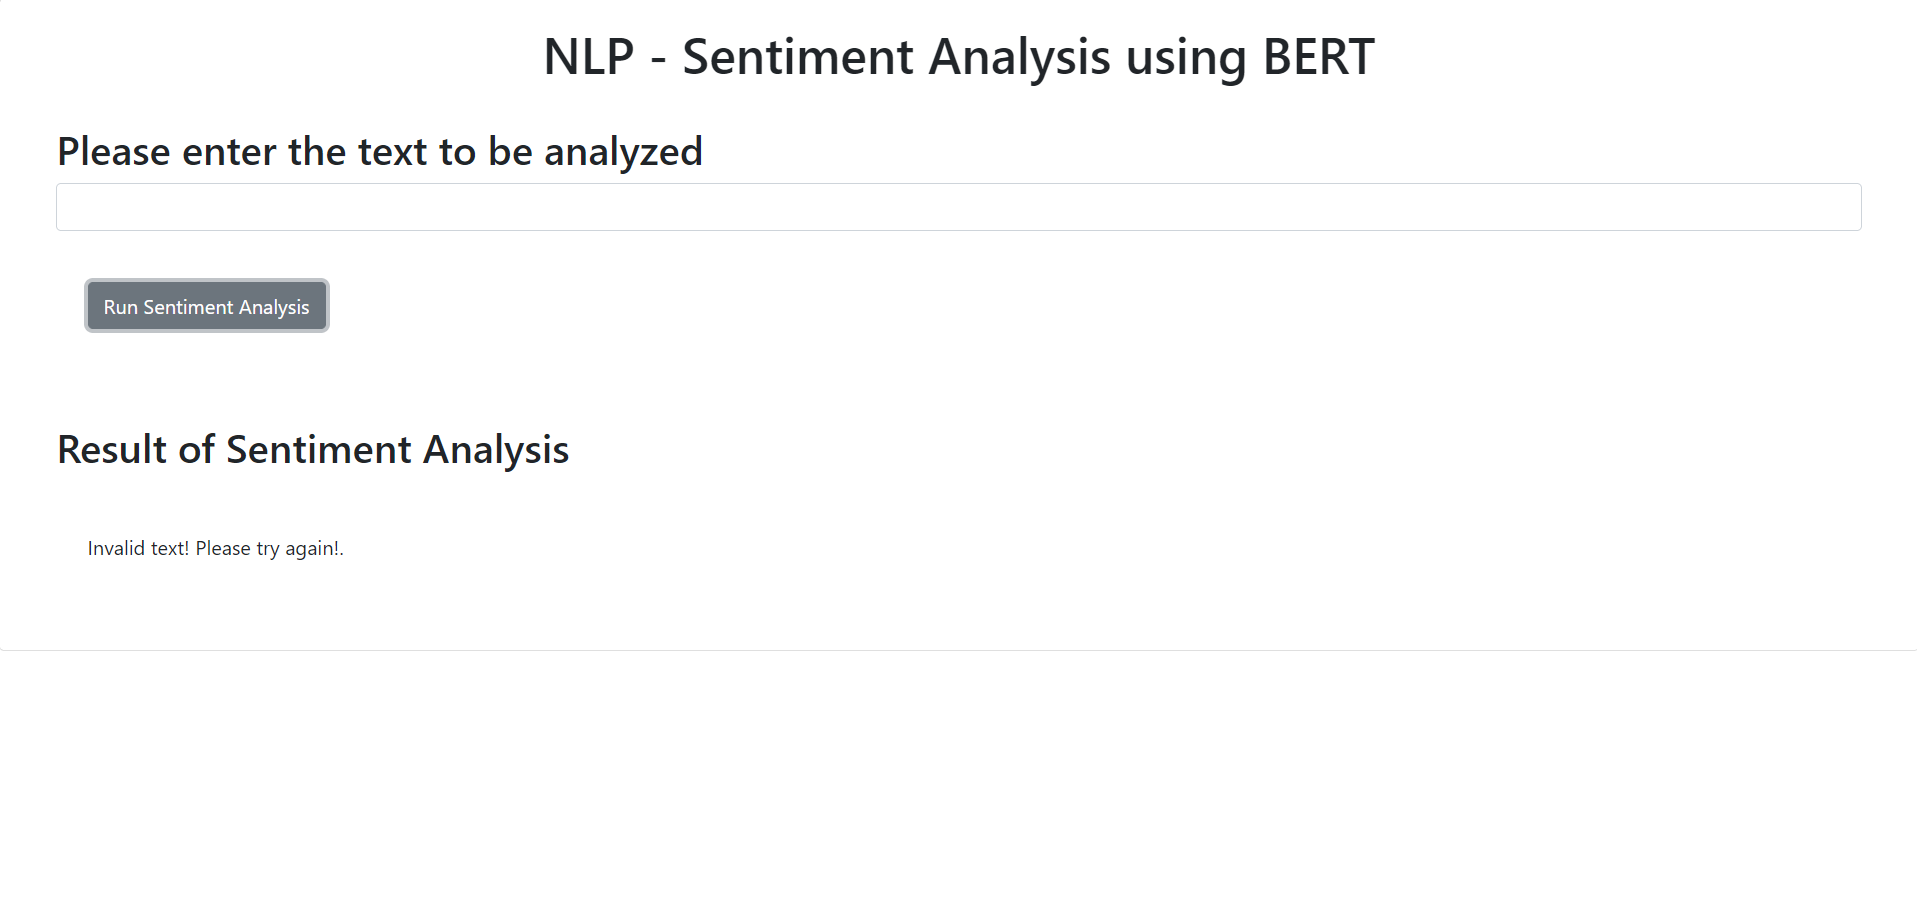 NLP - Sentiment Analysis using BERT
Please enter the text to be analyzed
Run Sentiment Analysis
Result of Sentiment Analysis
Invalid text! Please try again!.